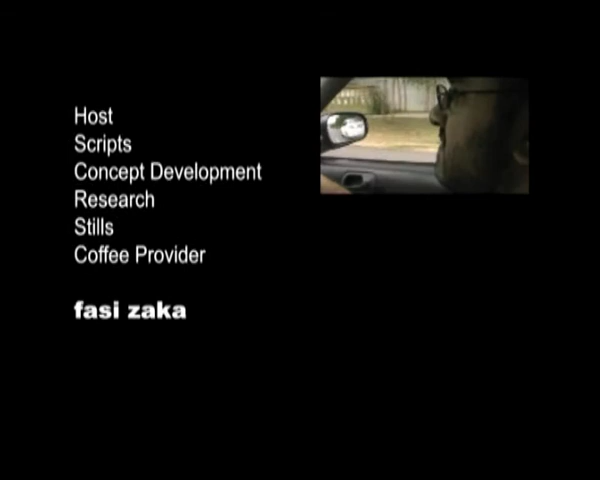 Host
Scripts
Concept Development
Research
Stills
Coffee Provider
fasi zaka